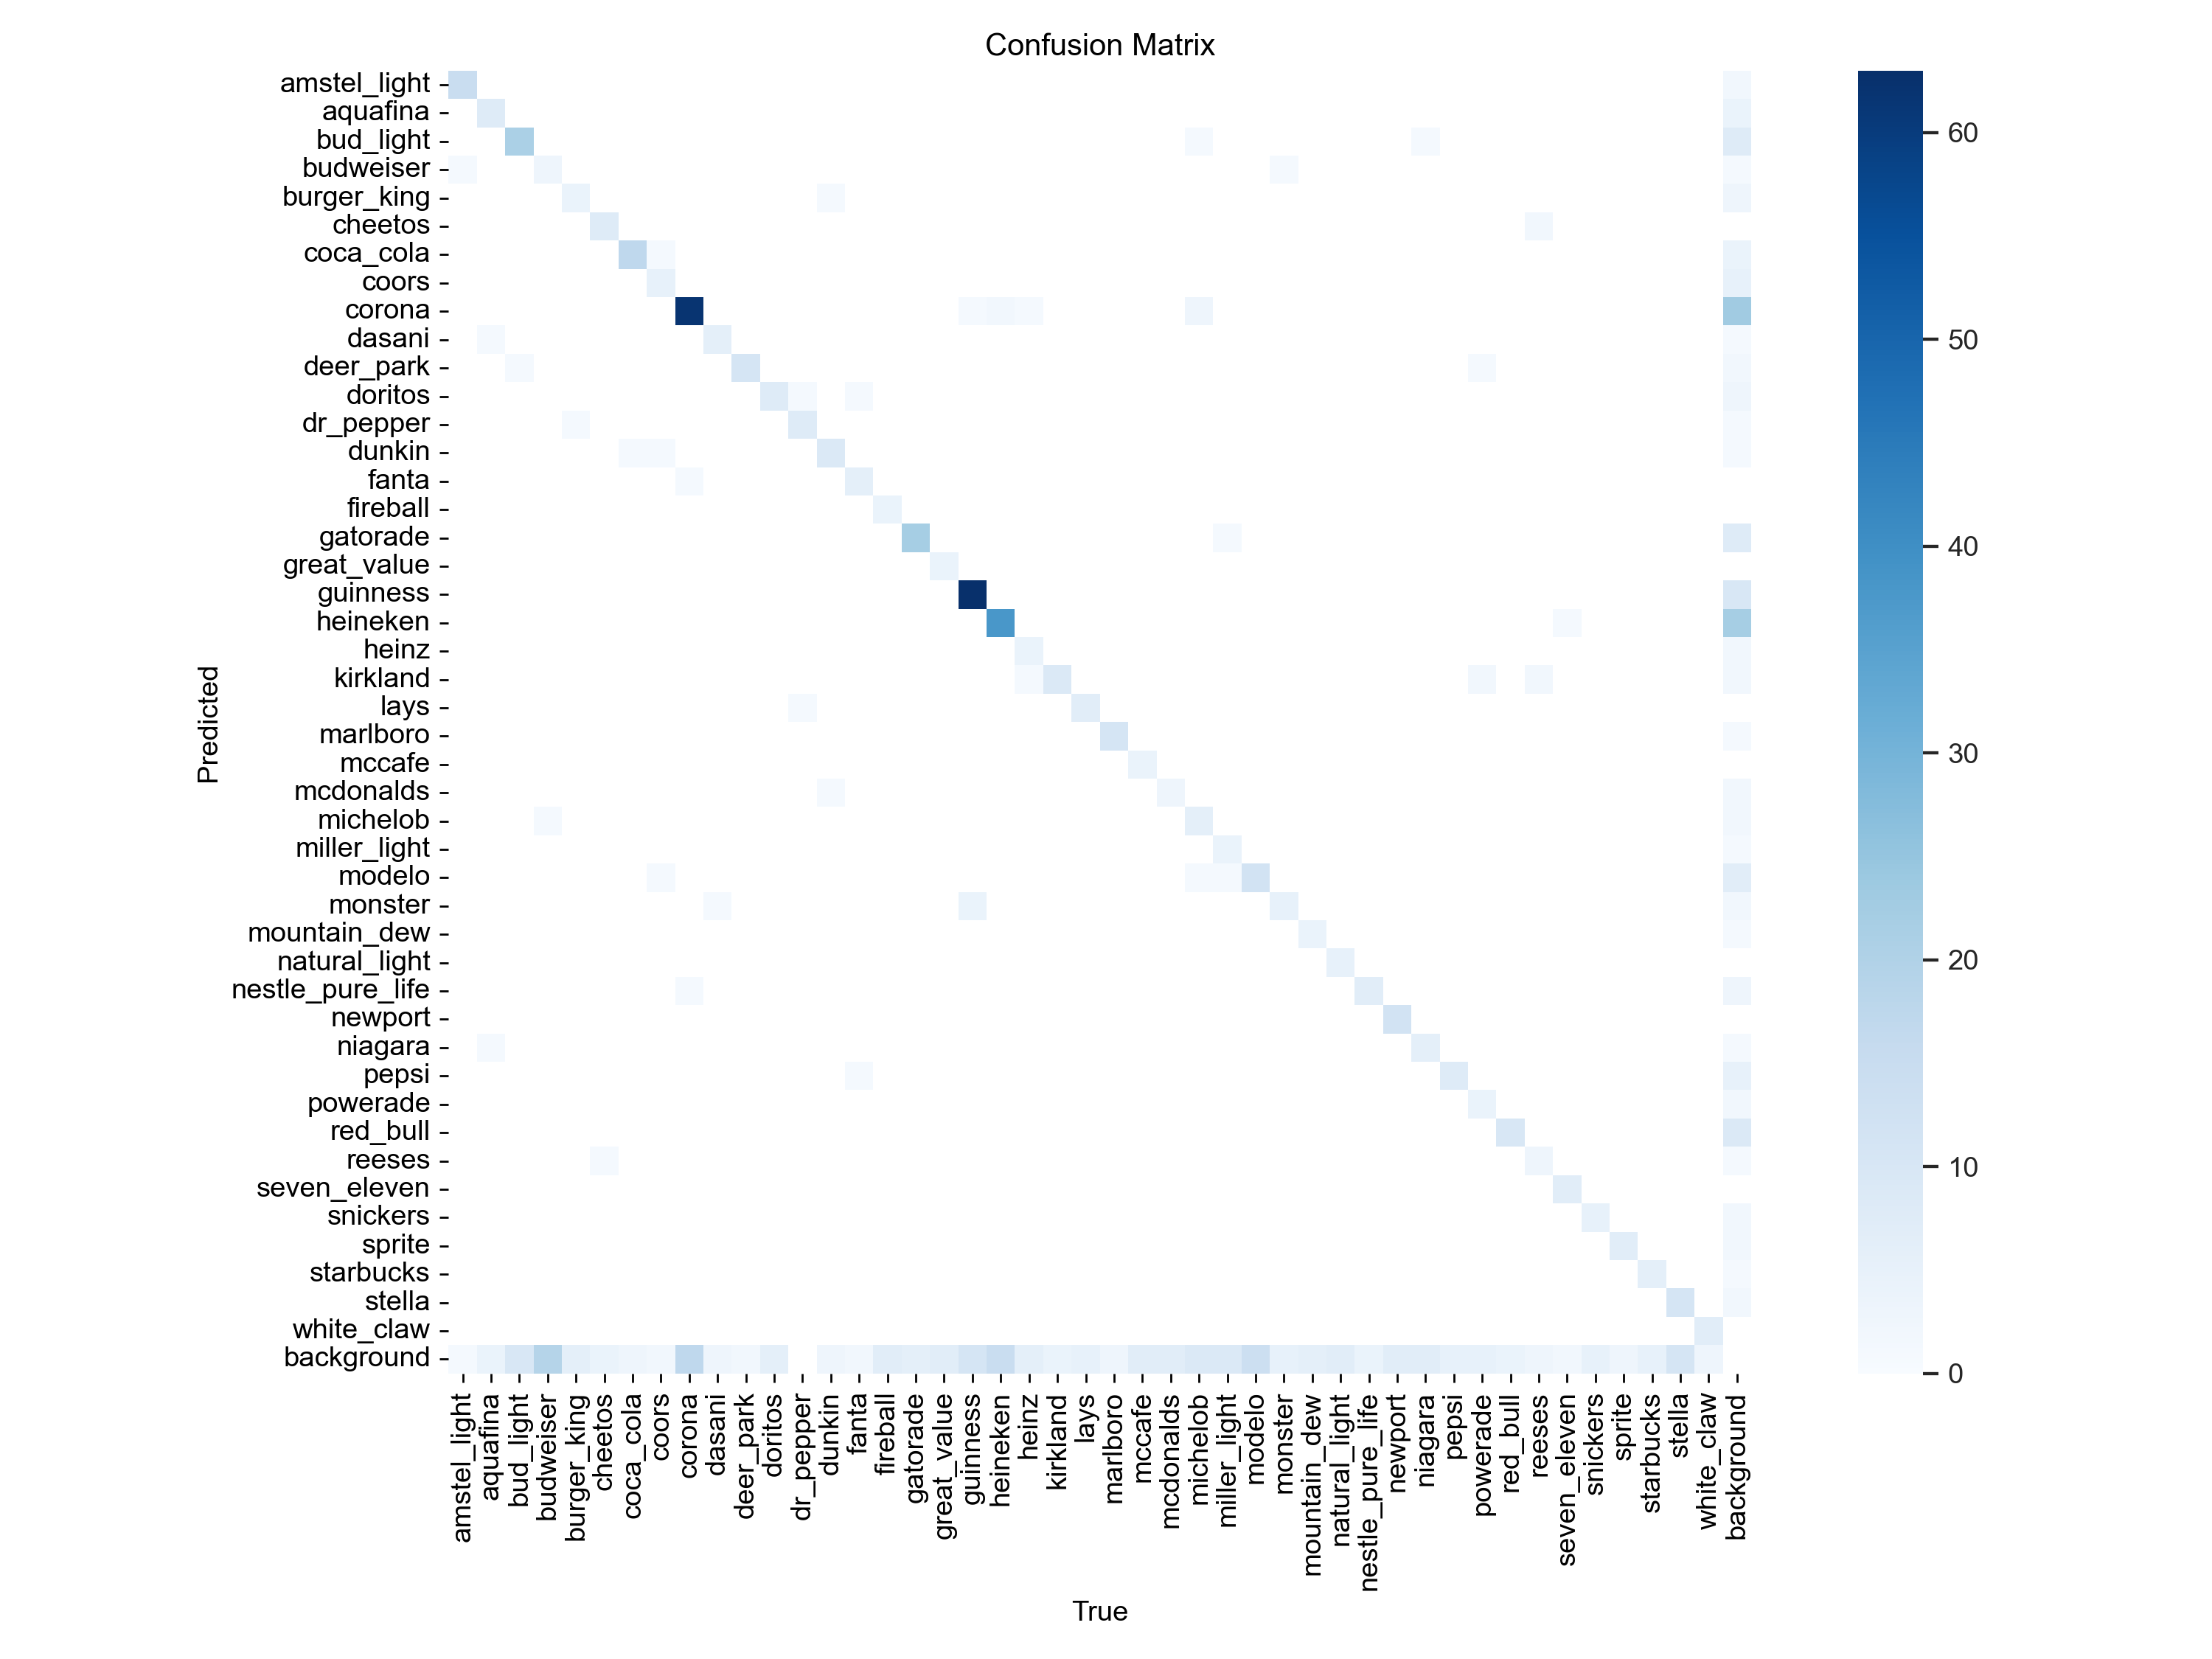 Confusion Matrix
amstel_light
aquafina
bud_light
budweiser
burger_king
cheetos
coca_cola
coors
corona
dasani
deer_park
doritos
dr_pepper
dunkin
fanta
fireball
gatorade
great_value
guinness
heineken
heinz
kirkland
lays
marlboro
mccafe
mcdonalds
michelob
miller_light
modelo
monster
mountain_dew
natural_light
nestle_pure_life
newport
niagara
pepsi
powerade
red_bull
reeses
seven_eleven
snickers
sprite
starbucks
stella
white_claw
background
Predicted
amstel_light
aquafina
bud_light
budweiser
burger_king
cheetos
coca_cola
coors
corona
dasani
deer_park
doritos
dr_pepper
dunkin
fanta
fireball
gatorade
great_value
guinness
heineken
heinz
kirkland
lays
marlboro
mccafe
mcdonalds
michelob
miller_light
modelo
monster
mountain_dew
natural_light
nestle_pure_life
newport
niagara
pepsi
powerade
red_bull
reeses
seven_eleven
snickers
sprite
starbucks
stella
white_claw
background
True
60
50
40
30
20
10
0